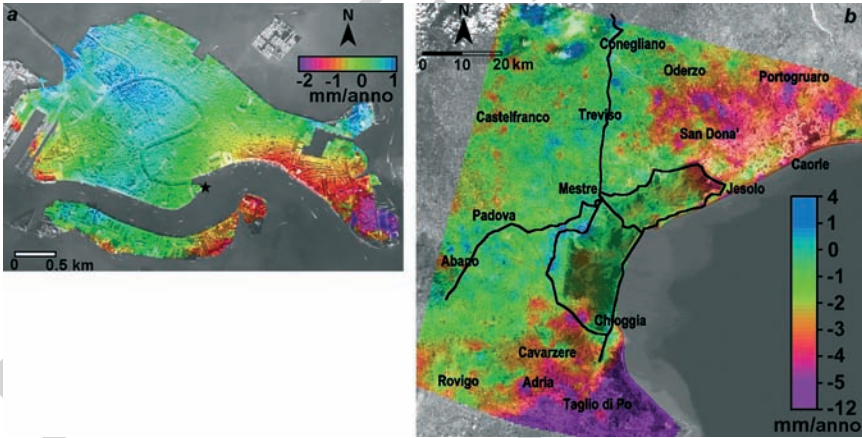 a
N
-2 -1 0 1
mm/anno
0 0.5 km
b
N
0 10 20 km
Conegliano
Oderzo
Portogruaro
Castelfranco
Treviso
San Dona'
Caorle
Mestre
Jesolo
Padova
Abano
Chioggia
Cavarzere
Rovigo
Adria
Taglio di Po
4
2
0
-1
-2
-3
-4
-5
-12
mm/anno